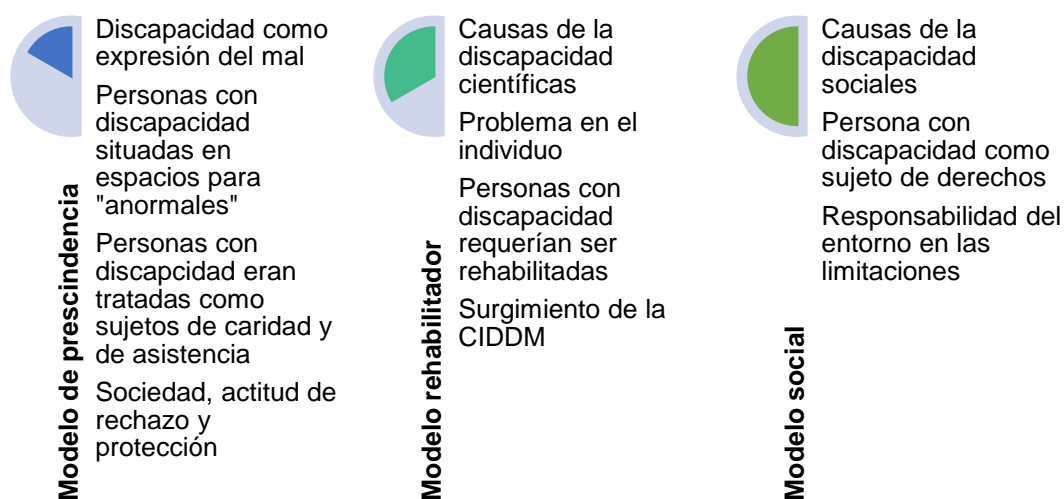 Modelo de prescindencia
Discapacidad como
expresión del mal
Personas con
discapacidad
situadas en
espacios para
"anormales"
Personas con
discapcidad eran
tratadas como
sujetos de caridad y
de asistencia
Sociedad, actitud de
rechazo y
protección
Modelo rehabilitador
Causas de la
discapacidad
científicas
Problema en el
individuo
Personas con
discapacidad
requerían ser
rehabilitadas
Surgimiento de la
CIDDM
Modelo social
Causas de la
discapacidad
sociales
Persona con
discapacidad como
sujeto de derechos
Responsabilidad del
entorno en las
limitaciones